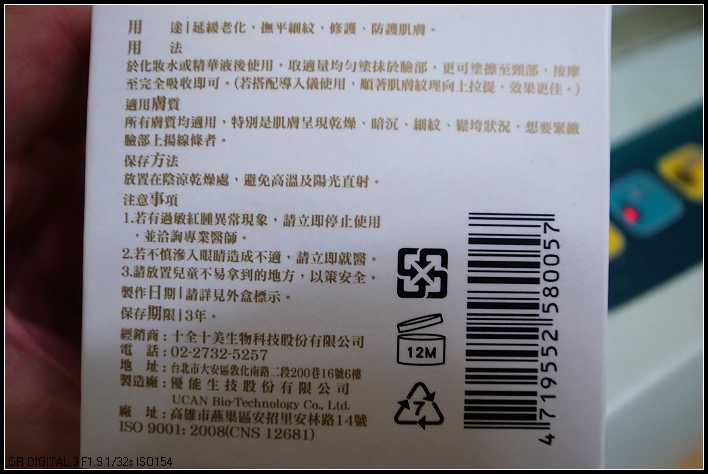 用　途|延緩老化，撫平細紋、修護、防護肌膚。
用　法
於化妝水或精華液後使用，取適量均勻塗抹於臉部，更可塗擦至頸部，按摩
至完全吸收即可。(若搭配導入儀使用，順著肌膚紋理向上拉提，效果更佳。)
適用膚質
所有膚質均適用，特別是肌膚呈現乾燥、暗沉、細紋、鬆垮狀況，想要緊緻
臉部上揚線條者。
保存方法
放置在陰涼乾燥處，避免高溫及陽光直射。
注意事項
1.若有過敏紅腫異常現象，請立即停止使用
，並洽詢專業醫師。
2.若不慎滲入眼睛造成不適，請立即就醫。
3.請放置兒童不易拿到的地方，以策安全。
製作日期|請詳見外盒標示。
保存期限|3年。
經銷商：十全十美生物科技股份有限公司
電　話：02-2732-5257
地　址：台北市大安區敦化南路二段200巷16號6樓
製造廠：優能生技股份有限公司
UCAN Bio-Technology Co., Ltd.
廠　址：高雄市燕巢區安招里安林路14號
ISO 9001: 2008(CNS 12681)
12M
7
4 719552 580057
GR DIGITAL 3 F1.9 1/32s ISO154